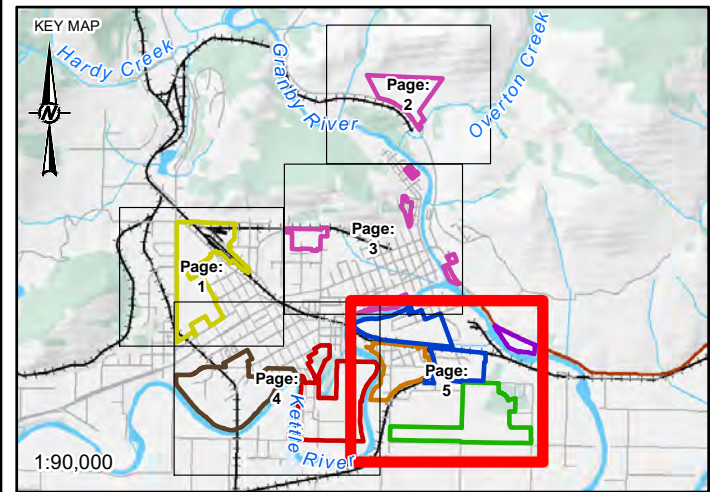 KEY MAP
Hardy Creek
Granby River
Overton Creek
N
Page:
2
Page:
3
Page:
1
Page:
4
Page:
5
Kettle River
1:90,000